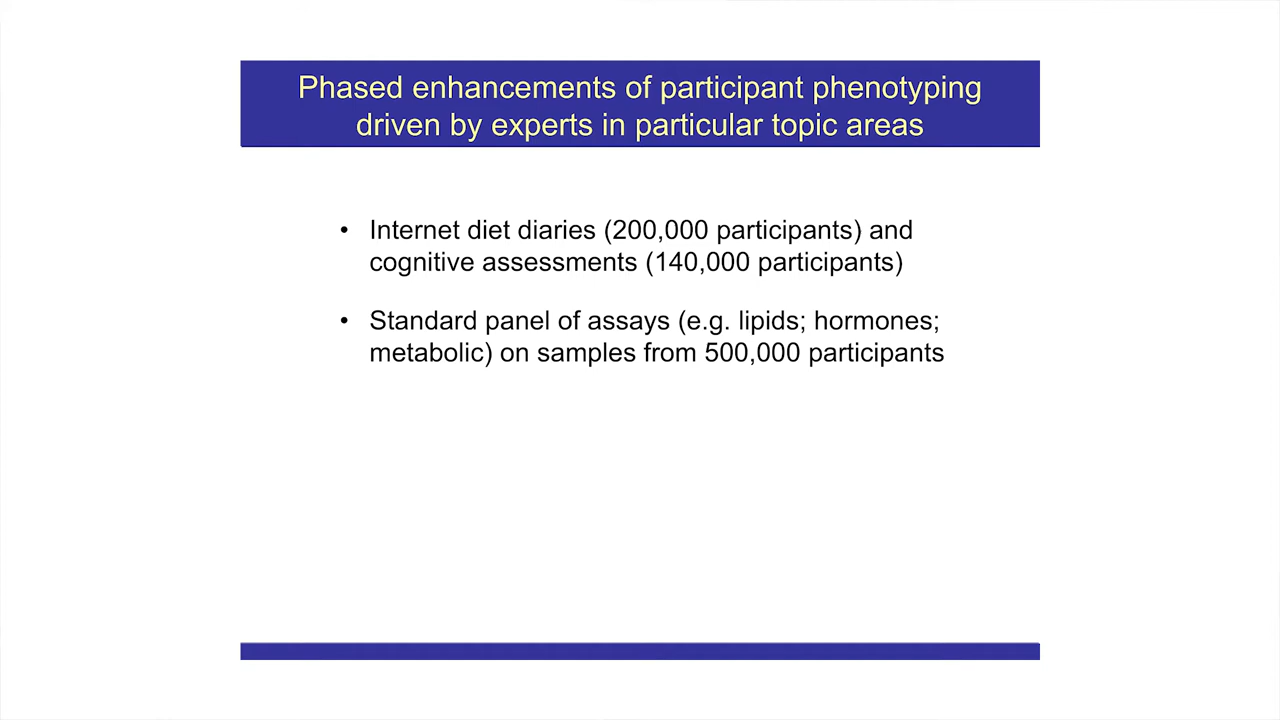 Phased enhancements of participant phenotyping
driven by experts in particular topic areas
• Internet diet diaries (200,000 participants) and
cognitive assessments (140,000 participants)
• Standard panel of assays (e.g. lipids; hormones;
metabolic) on samples from 500,000 participants